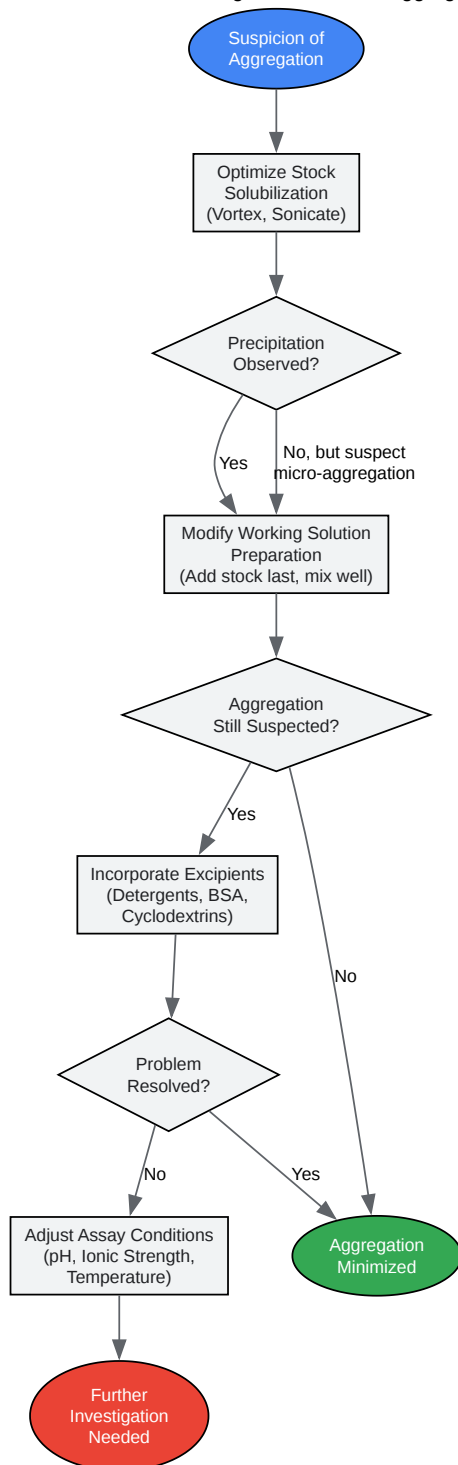 Suspicion of
Aggregation
Optimize Stock
Solubilization
(Vortex, Sonicate)
Precipitation
Observed?
Yes
No, but suspect
micro-aggregation
Modify Working Solution
Preparation
(Add stock last, mix well)
Aggregation
Still Suspected?
Yes
Incorporate Excipients
(Detergents, BSA,
Cyclodextrins)
No
Problem
Resolved?
No
Yes
Adjust Assay Conditions
(pH, Ionic Strength,
Temperature)
Aggregation
Minimized
Further
Investigation
Needed